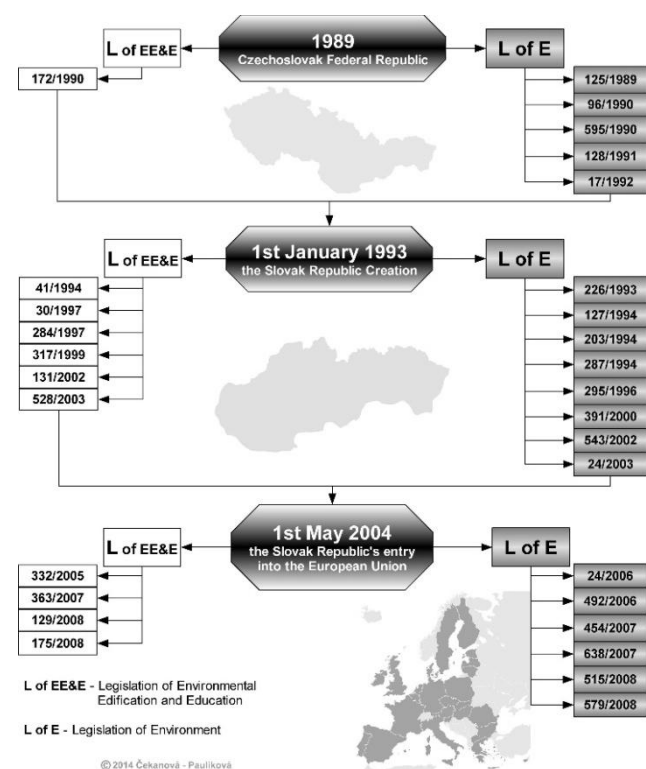 L of EE&E
1989
Czechoslovak Federal Republic
L of E
172/1990
125/1989
96/1990
595/1990
128/1991
17/1992
L of EE&E
1st January 1993
the Slovak Republic Creation
L of E
41/1994
30/1997
284/1997
317/1999
131/2002
528/2003
226/1993
127/1994
203/1994
287/1994
295/1996
391/2000
543/2002
24/2003
L of EE&E
1st May 2004
the Slovak Republic's entry
into the European Union
L of E
332/2005
363/2007
129/2008
175/2008
24/2006
492/2006
454/2007
638/2007
515/2008
579/2008
L of EE&E - Legislation of Environmental
Edification and Education
L of E - Legislation of Environment
© 2014 Čekanová - Pauliková